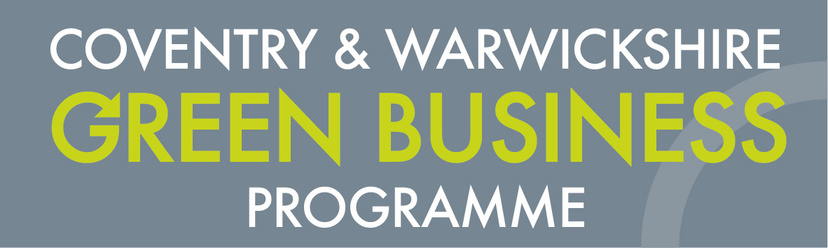 COVENTRY & WARWICKSHIRE
GREEN BUSINESS
PROGRAMME